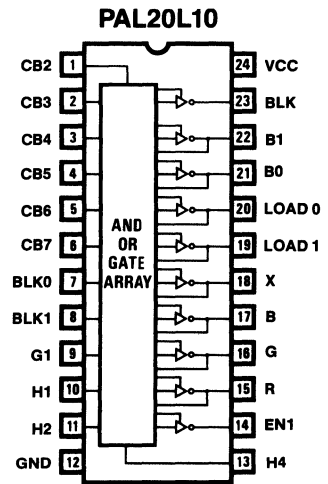 PAL20L10
CB2 1 24 VCC
CB3 2 23 BLK
CB4 3 22 B1
CB5 4 21 B0
CB6 5 20 LOAD 0
CB7 6 19 LOAD 1
BLK0 7 18 X
BLK1 8 17 B
G1 9 16 G
H1 10 15 R
H2 11 14 EN1
GND 12 13 H4
AND
OR
GATE
ARRAY